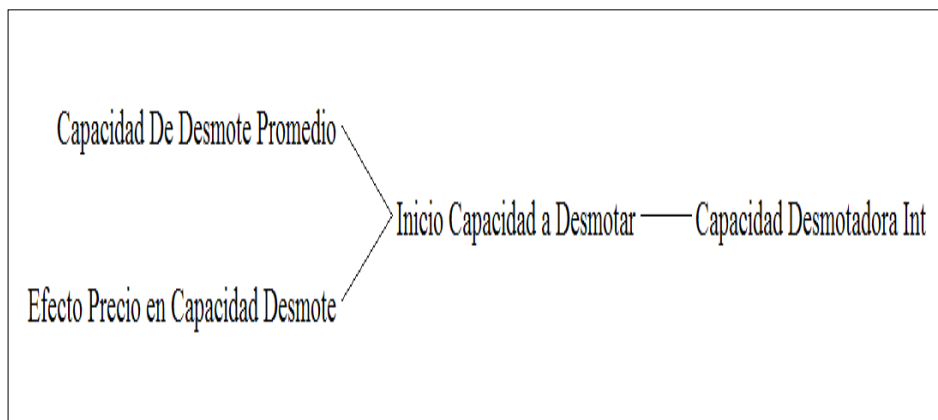 Capacidad De Desmote Promedio
Inicio Capacidad a Desmotar
Capacidad Desmotadora Int
Efecto Precio en Capacidad Desmote